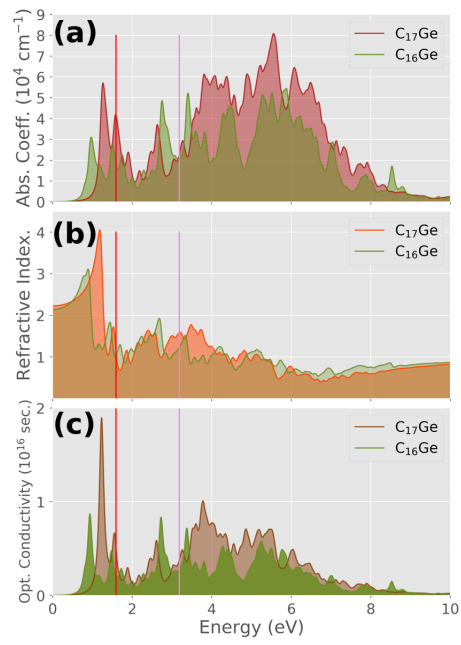 (a)
C₁₇Ge
C₁₆Ge
Abs. Coeff. (10⁴ cm⁻¹)
9
8
7
6
5
4
3
2
1
0
(b)
C₁₇Ge
C₁₆Ge
Refractive Index.
4
3
2
1
(c)
C₁₇Ge
C₁₆Ge
Opt. Conductivity (10¹⁶ sec.)
2
1
0
0 2 4 6 8 10
Energy (eV)